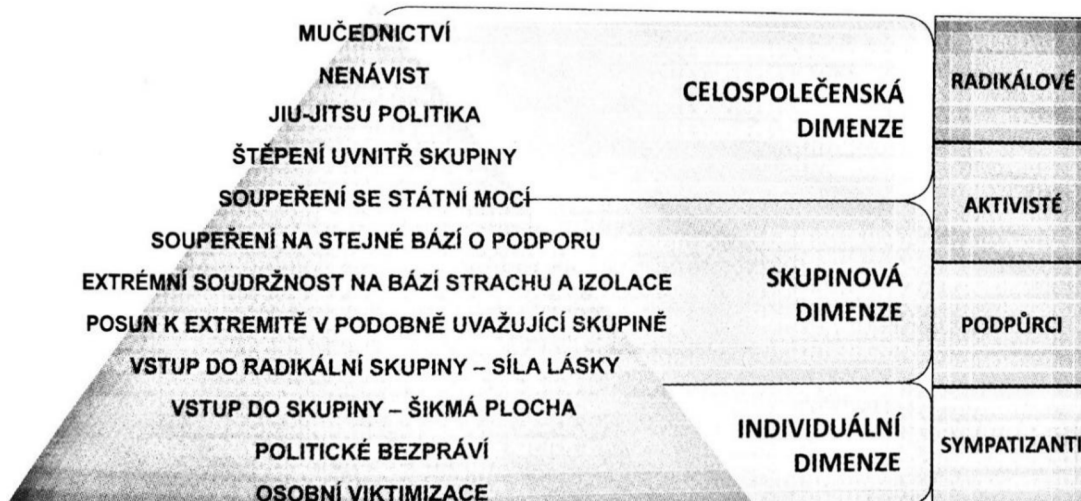 MUČEDNICTVÍ
NENÁVIST
JIU-JITSU POLITIKA
ŠTĚPENÍ UVNITŘ SKUPINY
SOUPEŘENÍ SE STÁTNÍ MOCÍ
SOUPEŘENÍ NA STEJNÉ BÁZÍ O PODPORU
EXTRÉMNÍ SOUDRŽNOST NA BÁZÍ STRACHU A IZOLACE
POSUN K EXTREMITĚ V PODOBNĚ UVAŽUJÍCÍ SKUPINĚ
VSTUP DO RADIKÁLNÍ SKUPINY – SÍLA LÁSKY
VSTUP DO SKUPINY – ŠIKMÁ PLOCHA
POLITICKÉ BEZPRÁVÍ
OSOBNÍ VIKTIMIZACE
CELOSPOLEČENSKÁ
DIMENZE
SKUPINOVÁ
DIMENZE
INDIVIDUÁLNÍ
DIMENZE
RADIKÁLOVÉ
AKTIVISTÉ
PODPŮRCI
SYMPATIZANTI